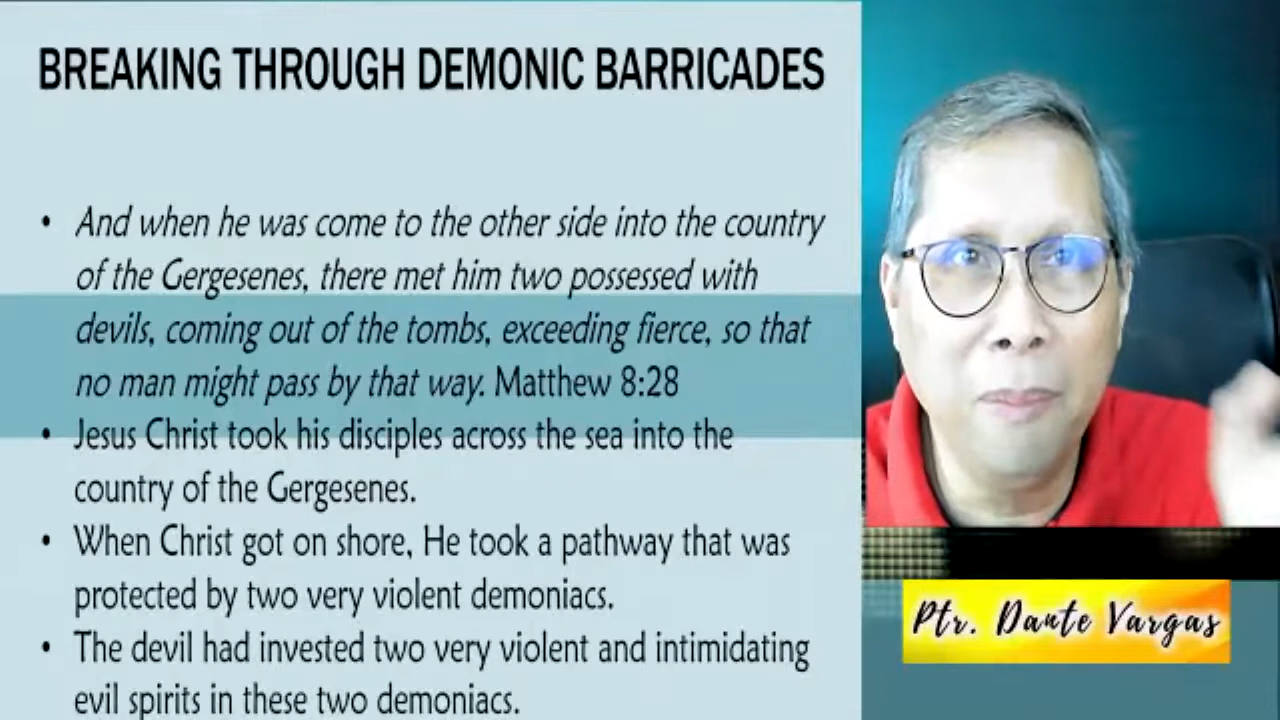 BREAKING THROUGH DEMONIC BARRICADES
• And when he was come to the other side into the country
of the Gergesenes, there met him two possessed with
devils, coming out of the tombs, exceeding fierce, so that
no man might pass by that way. Matthew 8:28
• Jesus Christ took his disciples across the sea into the
country of the Gergesenes.
• When Christ got on shore, He took a pathway that was
protected by two very violent demoniacs.
• The devil had invested two very violent and intimidating
evil spirits in these two demoniacs.
Ptr. Dante Vargas